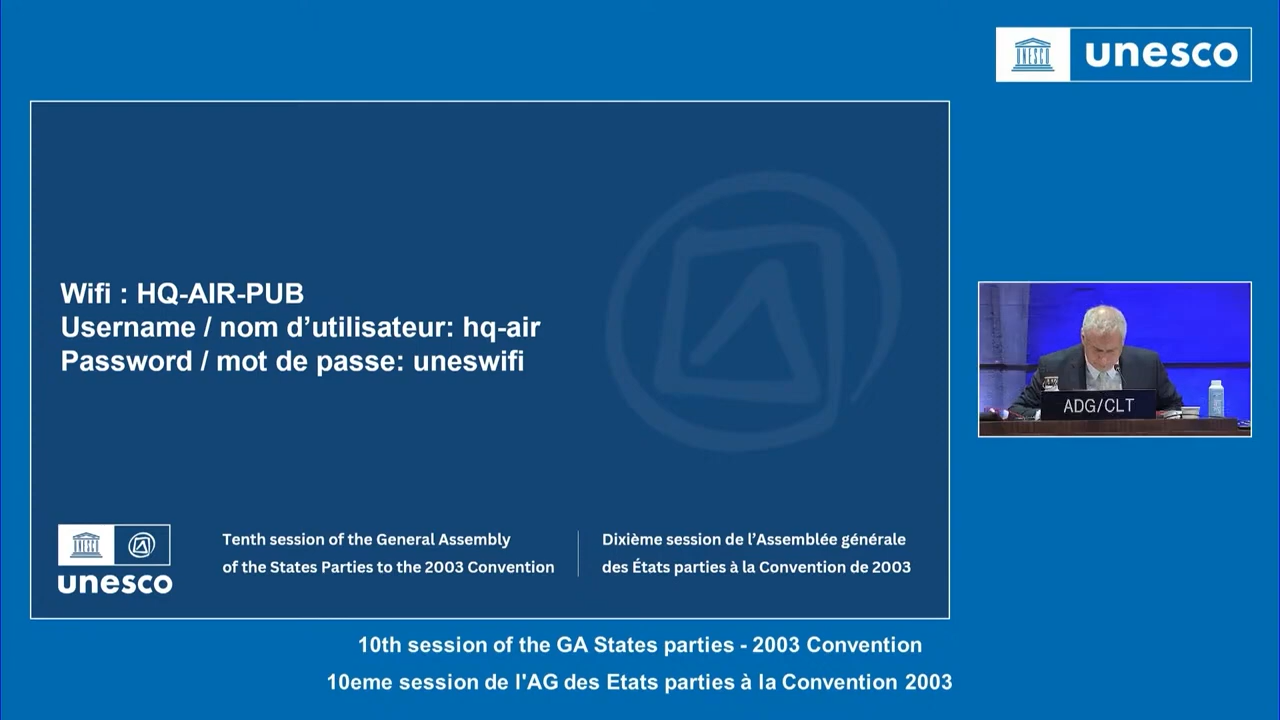 unesco
Wifi : HQ-AIR-PUB
Username / nom d’utilisateur: hq-air
Password / mot de passe: uneswifi
ADG/CLT
unesco
Tenth session of the General Assembly
of the States Parties to the 2003 Convention
Dixième session de l’Assemblée générale
des États parties à la Convention de 2003
10th session of the GA States parties - 2003 Convention
10eme session de l'AG des Etats parties à la Convention 2003